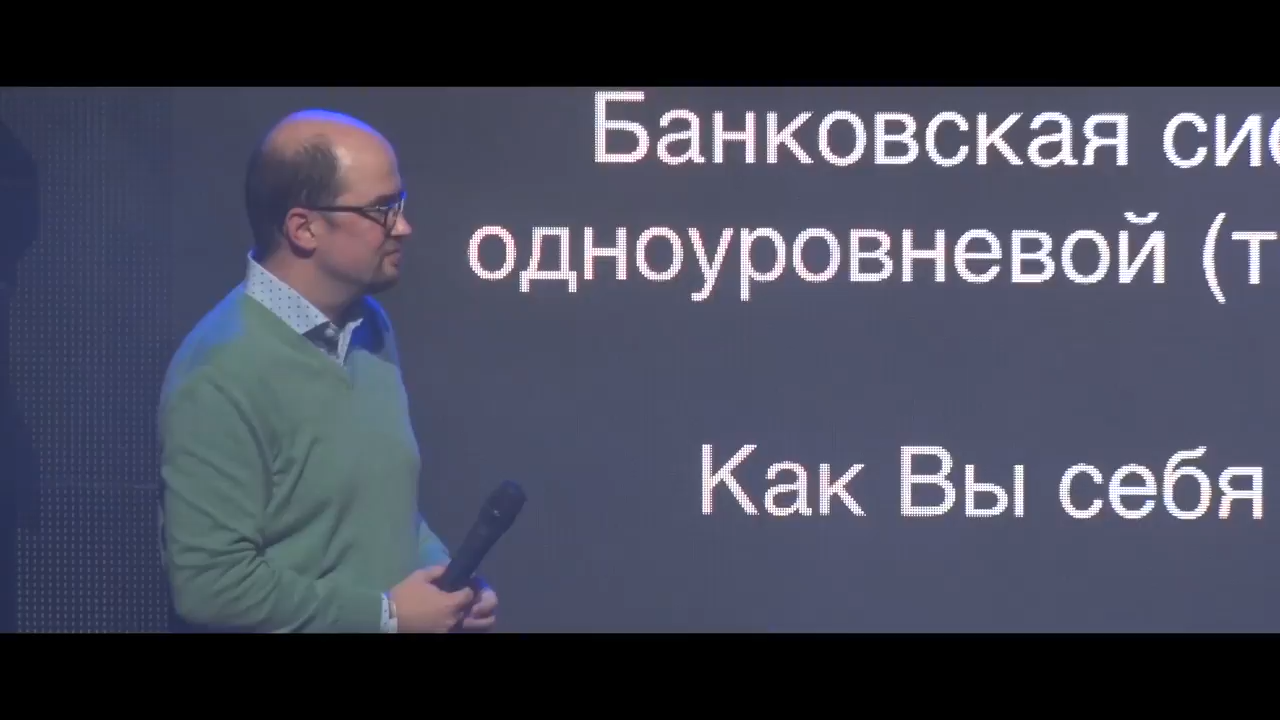 Банковская
одноуровневой
Как Вы себя